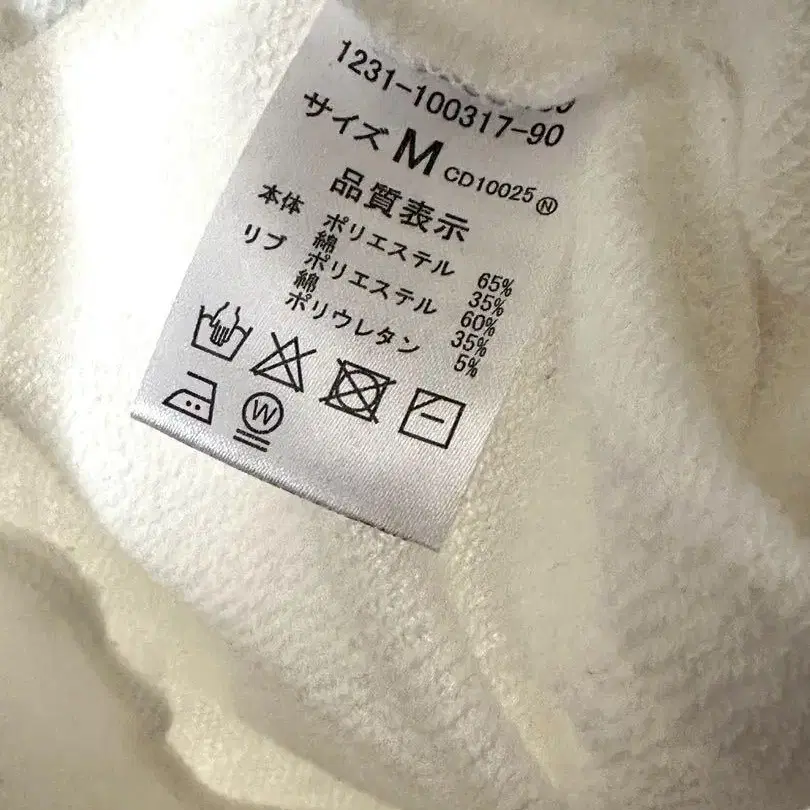 1231-100317-90
サイズ M CD10025Ⓝ
品質表示
本体 ポリエステル 65%
綿 35%
リブ ポリエステル 60%
綿 35%
ポリウレタン 5%
W